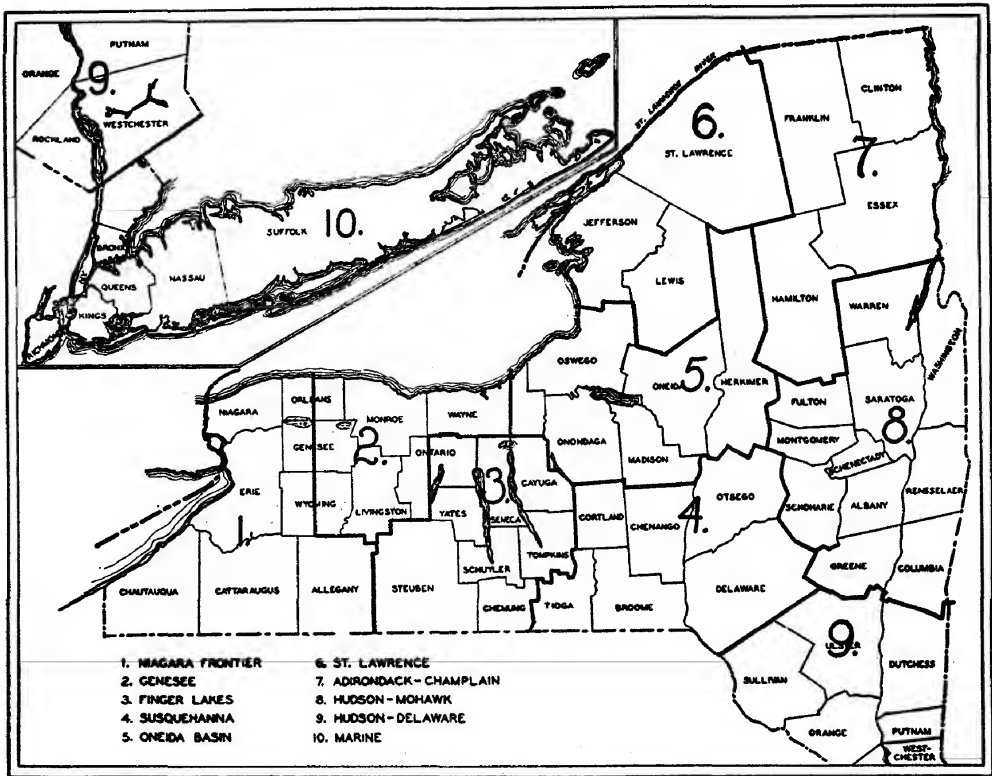 PUTNAM
ORANGE
9.
WESTCHESTER
ROCKLAND
BRONX
QUEENS
NASSAU
KINGS
RICHMOND
SUFFOLK
10.
ST. LAWRENCE RIVER
6.
ST. LAWRENCE
FRANKLIN
CLINTON
7.
ESSEX
JEFFERSON
LEWIS
HAMILTON
WARREN
WASHINGTON
OSWEGO
ONEIDA
5.
HERKIMER
FULTON
SARATOGA
8.
MONTGOMERY
SCHENECTADY
NIAGARA
ORLEANS
MONROE
WAYNE
GENESEE
2.
ONTARIO
ONONDAGA
MADISON
ERIE
1
WYOMING
LIVINGSTON
YATES
3.
SENECA
CAYUGA
CORTLAND
CHENANGO
4.
OTSEGO
SCHOHARIE
ALBANY
RENSSELAER
SCHUYLER
TOMPKINS
CHAUTAUQUA
CATTARAUGUS
ALLEGANY
STEUBEN
CHEMUNG
TIOGA
BROOME
DELAWARE
GREENE
COLUMBIA
9.
ULSTER
SULLIVAN
DUTCHESS
ORANGE
PUTNAM
WEST-
CHESTER
1. NIAGARA FRONTIER
2. GENESEE
3. FINGER LAKES
4. SUSQUEHANNA
5. ONEIDA BASIN
6. ST. LAWRENCE
7. ADIRONDACK-CHAMPLAIN
8. HUDSON-MOHAWK
9. HUDSON-DELAWARE
10. MARINE